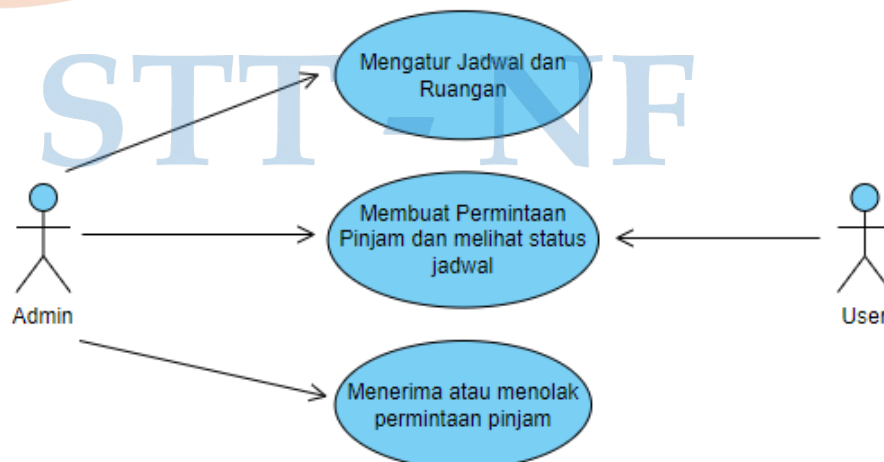 STT - NF
Mengatur Jadwal dan
Ruangan
Membuat Permintaan
Pinjam dan melihat status
jadwal
Admin
User
Menerima atau menolak
permintaan pinjam